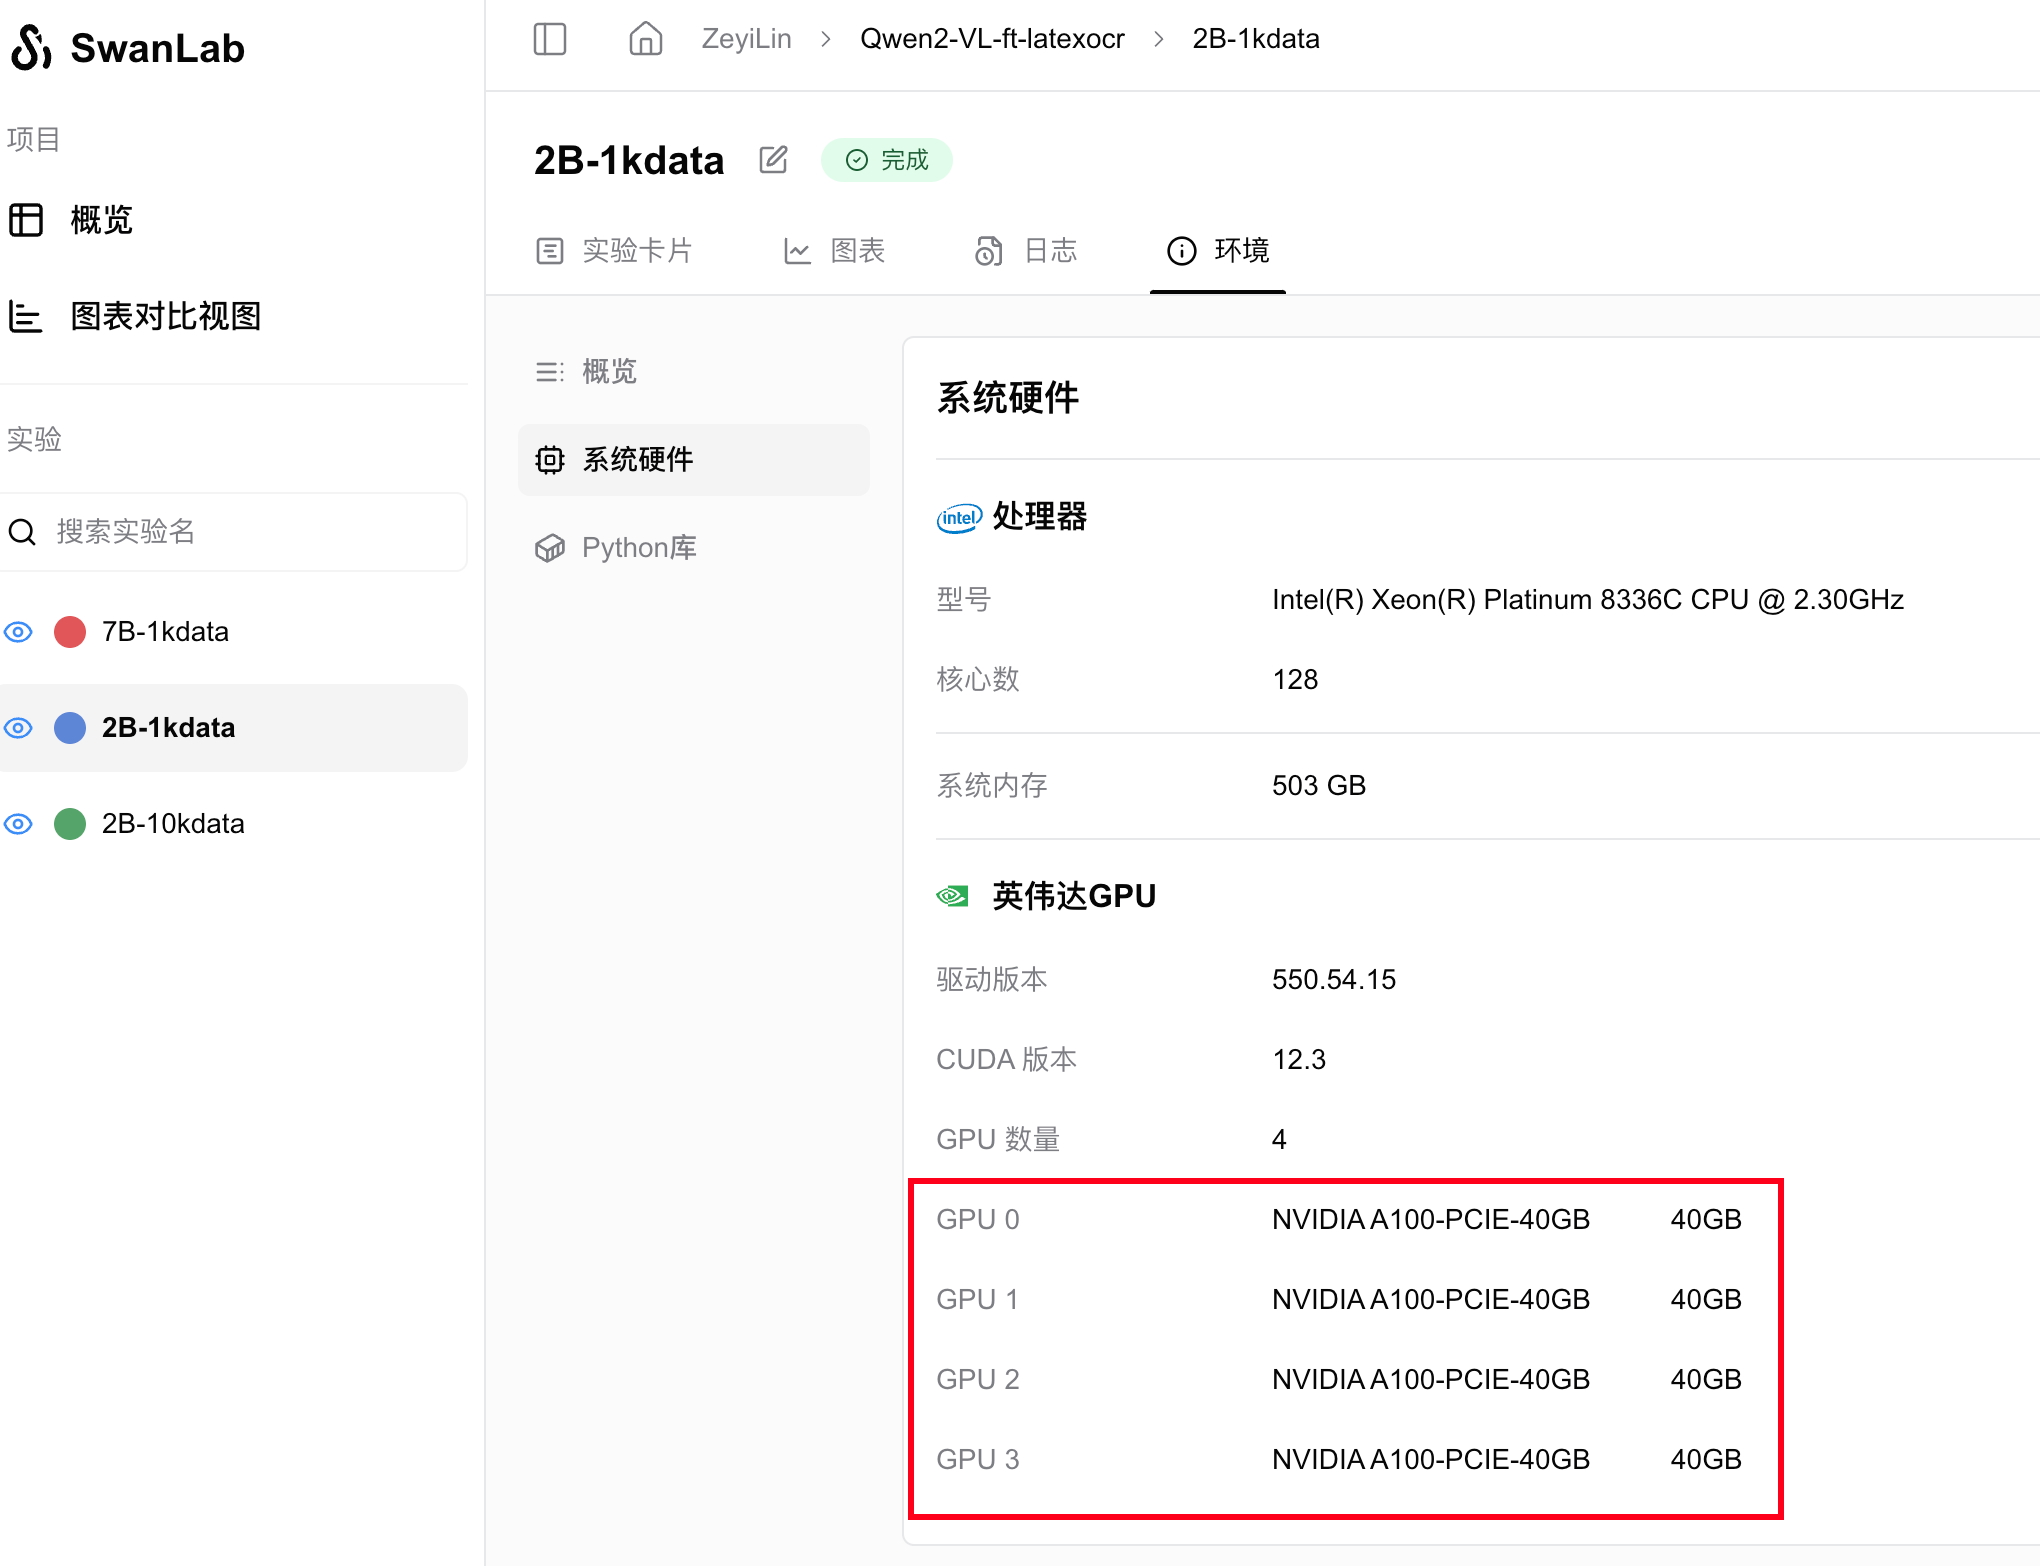 SwanLab
项目
概览
图表对比视图
实验
搜索实验名
7B-1kdata
2B-1kdata
2B-10kdata
ZeyiLin > Qwen2-VL-ft-latexocr > 2B-1kdata
2B-1kdata 完成
实验卡片 图表 日志 环境
概览
系统硬件
Python库
系统硬件
intel 处理器
型号 Intel(R) Xeon(R) Platinum 8336C CPU @ 2.30GHz
核心数 128
系统内存 503 GB
英伟达GPU
驱动版本 550.54.15
CUDA 版本 12.3
GPU 数量 4
GPU 0 NVIDIA A100-PCIE-40GB 40GB
GPU 1 NVIDIA A100-PCIE-40GB 40GB
GPU 2 NVIDIA A100-PCIE-40GB 40GB
GPU 3 NVIDIA A100-PCIE-40GB 40GB